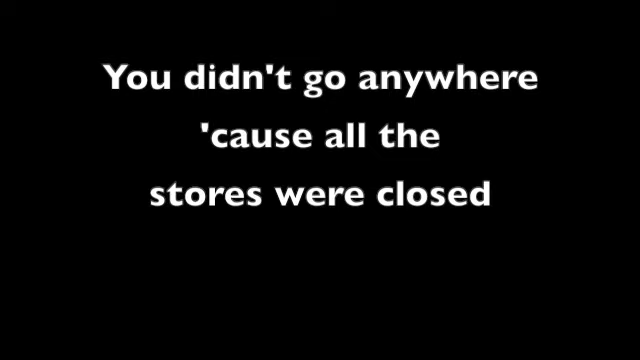 You didn't go anywhere
'cause all the
stores were closed